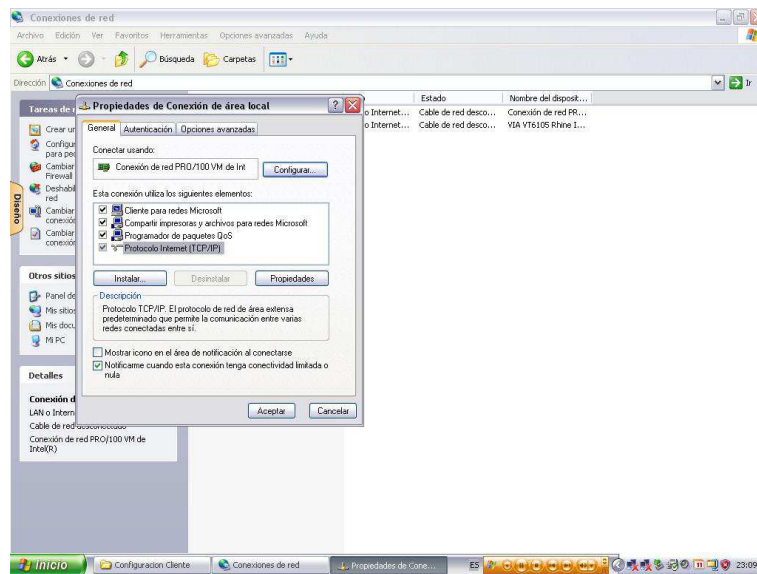 Conexiones de red
Archivo Edición Ver Favoritos Herramientas Opciones avanzadas Ayuda
Atrás Búsqueda Carpetas
Dirección Conexiones de red Ir
Estado Nombre del disposit...
o Internet... Cable de red desco... Conexión de red PR...
o Internet... Cable de red desco... VIA VT6105 Rhine I...
Tareas de
Crear un
Configur
para peq
Cambiar
Firewall
Deshabil
red
Cambiar
conexión
Cambiar
conexión
Diseño
Otros sitios
Panel de
Mis sitios
Mis docu
Mi PC
Detalles
Conexión d
LAN o Intern
Cable de red desconectado
Conexión de red PRO/100 VM de
Intel(R)
Propiedades de Conexión de área local
General Autenticación Opciones avanzadas
Conectar usando:
Conexión de red PRO/100 VM de Int Configurar...
Esta conexión utiliza los siguientes elementos:
Cliente para redes Microsoft
Compartir impresoras y archivos para redes Microsoft
Programador de paquetes QoS
Protocolo Internet (TCP/IP)
Instalar... Desinstalar Propiedades
Descripción
Protocolo TCP/IP. El protocolo de red de área extensa
predeterminado que permite la comunicación entre varias
redes conectadas entre sí.
Mostrar icono en el área de notificación al conectarse
Notificarme cuando esta conexión tenga conectividad limitada o
nula
Aceptar Cancelar
Inicio Configuracion Cliente Conexiones de red Propiedades de Cone... ES 23:09